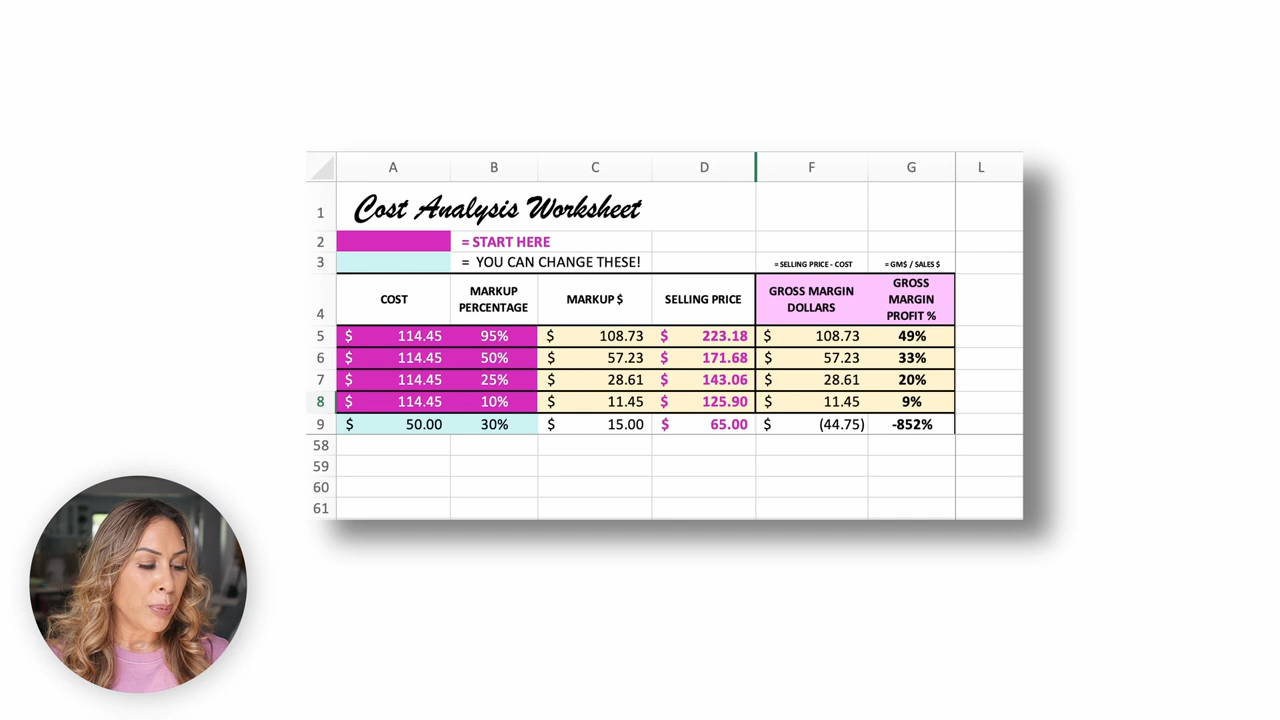 A B C D F G L
1 Cost Analysis Worksheet
2 = START HERE
3 = YOU CAN CHANGE THESE! = SELLING PRICE - COST = GM$ / SALES $
4 COST MARKUP PERCENTAGE MARKUP $ SELLING PRICE GROSS MARGIN DOLLARS GROSS MARGIN PROFIT %
5 $ 114.45 95% $ 108.73 $ 223.18 $ 108.73 49%
6 $ 114.45 50% $ 57.23 $ 171.68 $ 57.23 33%
7 $ 114.45 25% $ 28.61 $ 143.06 $ 28.61 20%
8 $ 114.45 10% $ 11.45 $ 125.90 $ 11.45 9%
9 $ 50.00 30% $ 15.00 $ 65.00 $ (44.75) -852%
58
59
60
61